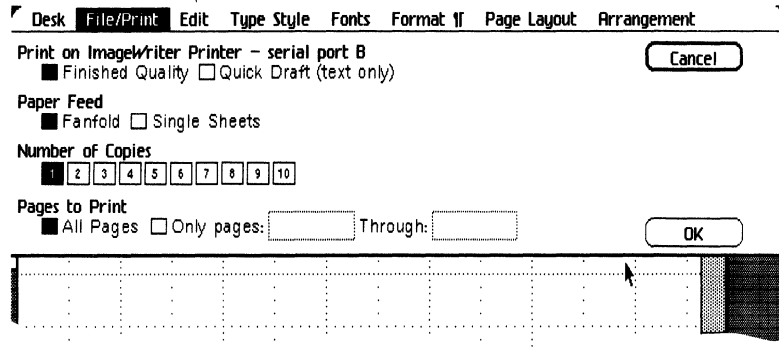 Desk File/Print Edit Type Style Fonts Format ¶ Page Layout Arrangement
Print on ImageWriter Printer – serial port B
Finished Quality Quick Draft (text only)
Cancel
Paper Feed
Fanfold Single Sheets
Number of Copies
1 2 3 4 5 6 7 8 9 10
Pages to Print
All Pages Only pages: Through:
OK